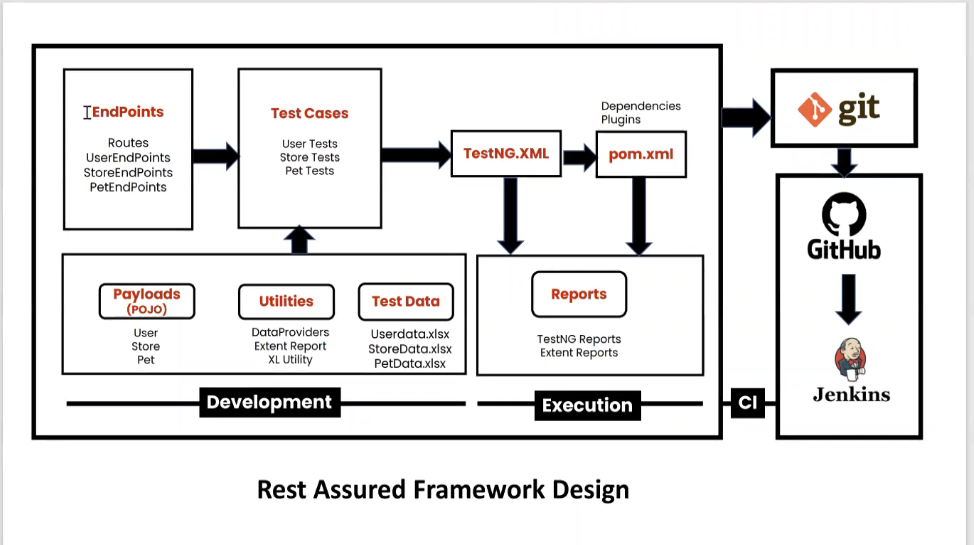 EndPoints
Routes
UserEndPoints
StoreEndPoints
PetEndPoints
Test Cases
User Tests
Store Tests
Pet Tests
TestNG.XML
Dependencies
Plugins
pom.xml
Payloads
(POJO)
User
Store
Pet
Utilities
DataProviders
Extent Report
XL Utility
Test Data
Userdata.xlsx
StoreData.xlsx
PetData.xlsx
Reports
TestNG Reports
Extent Reports
Development
Execution
CI
git
GitHub
Jenkins
Rest Assured Framework Design